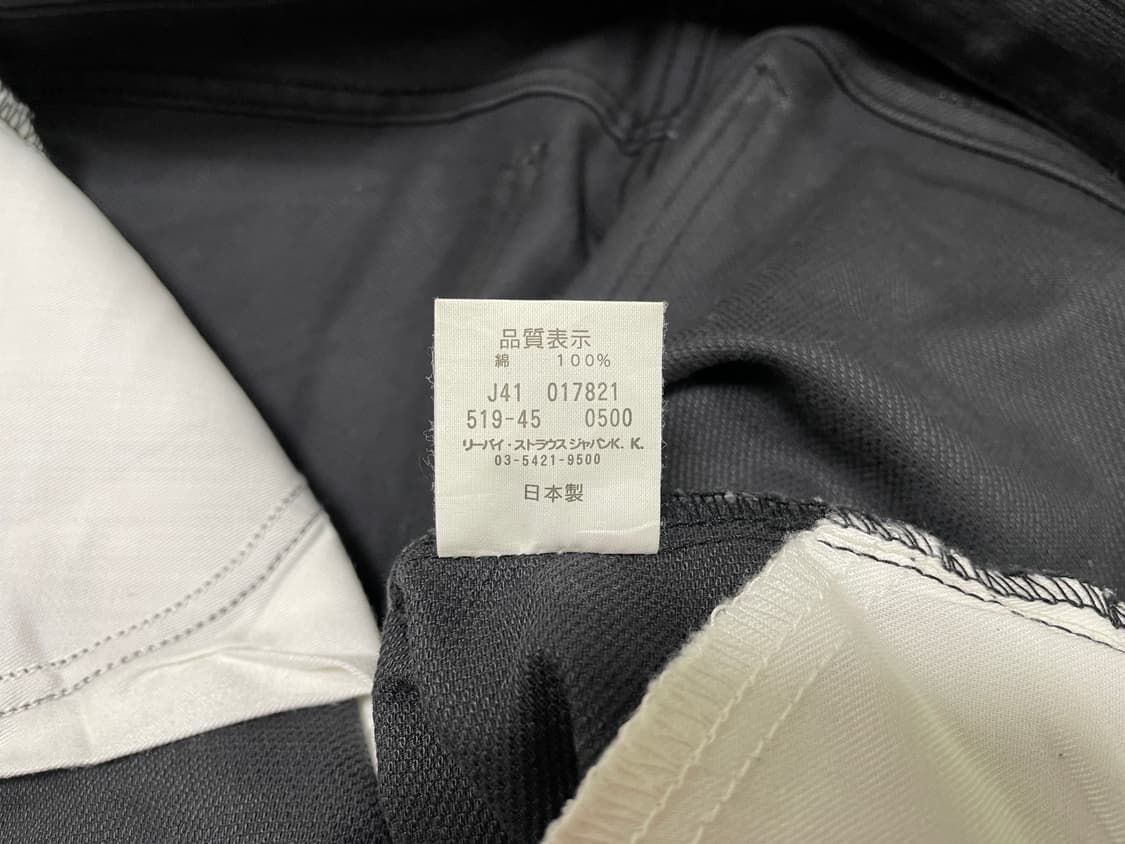 品質表示
綿 100%
J41 017821
519-45 0500
リーバイ・ストラウス ジャパンK. K.
03-5421-9500
日本製